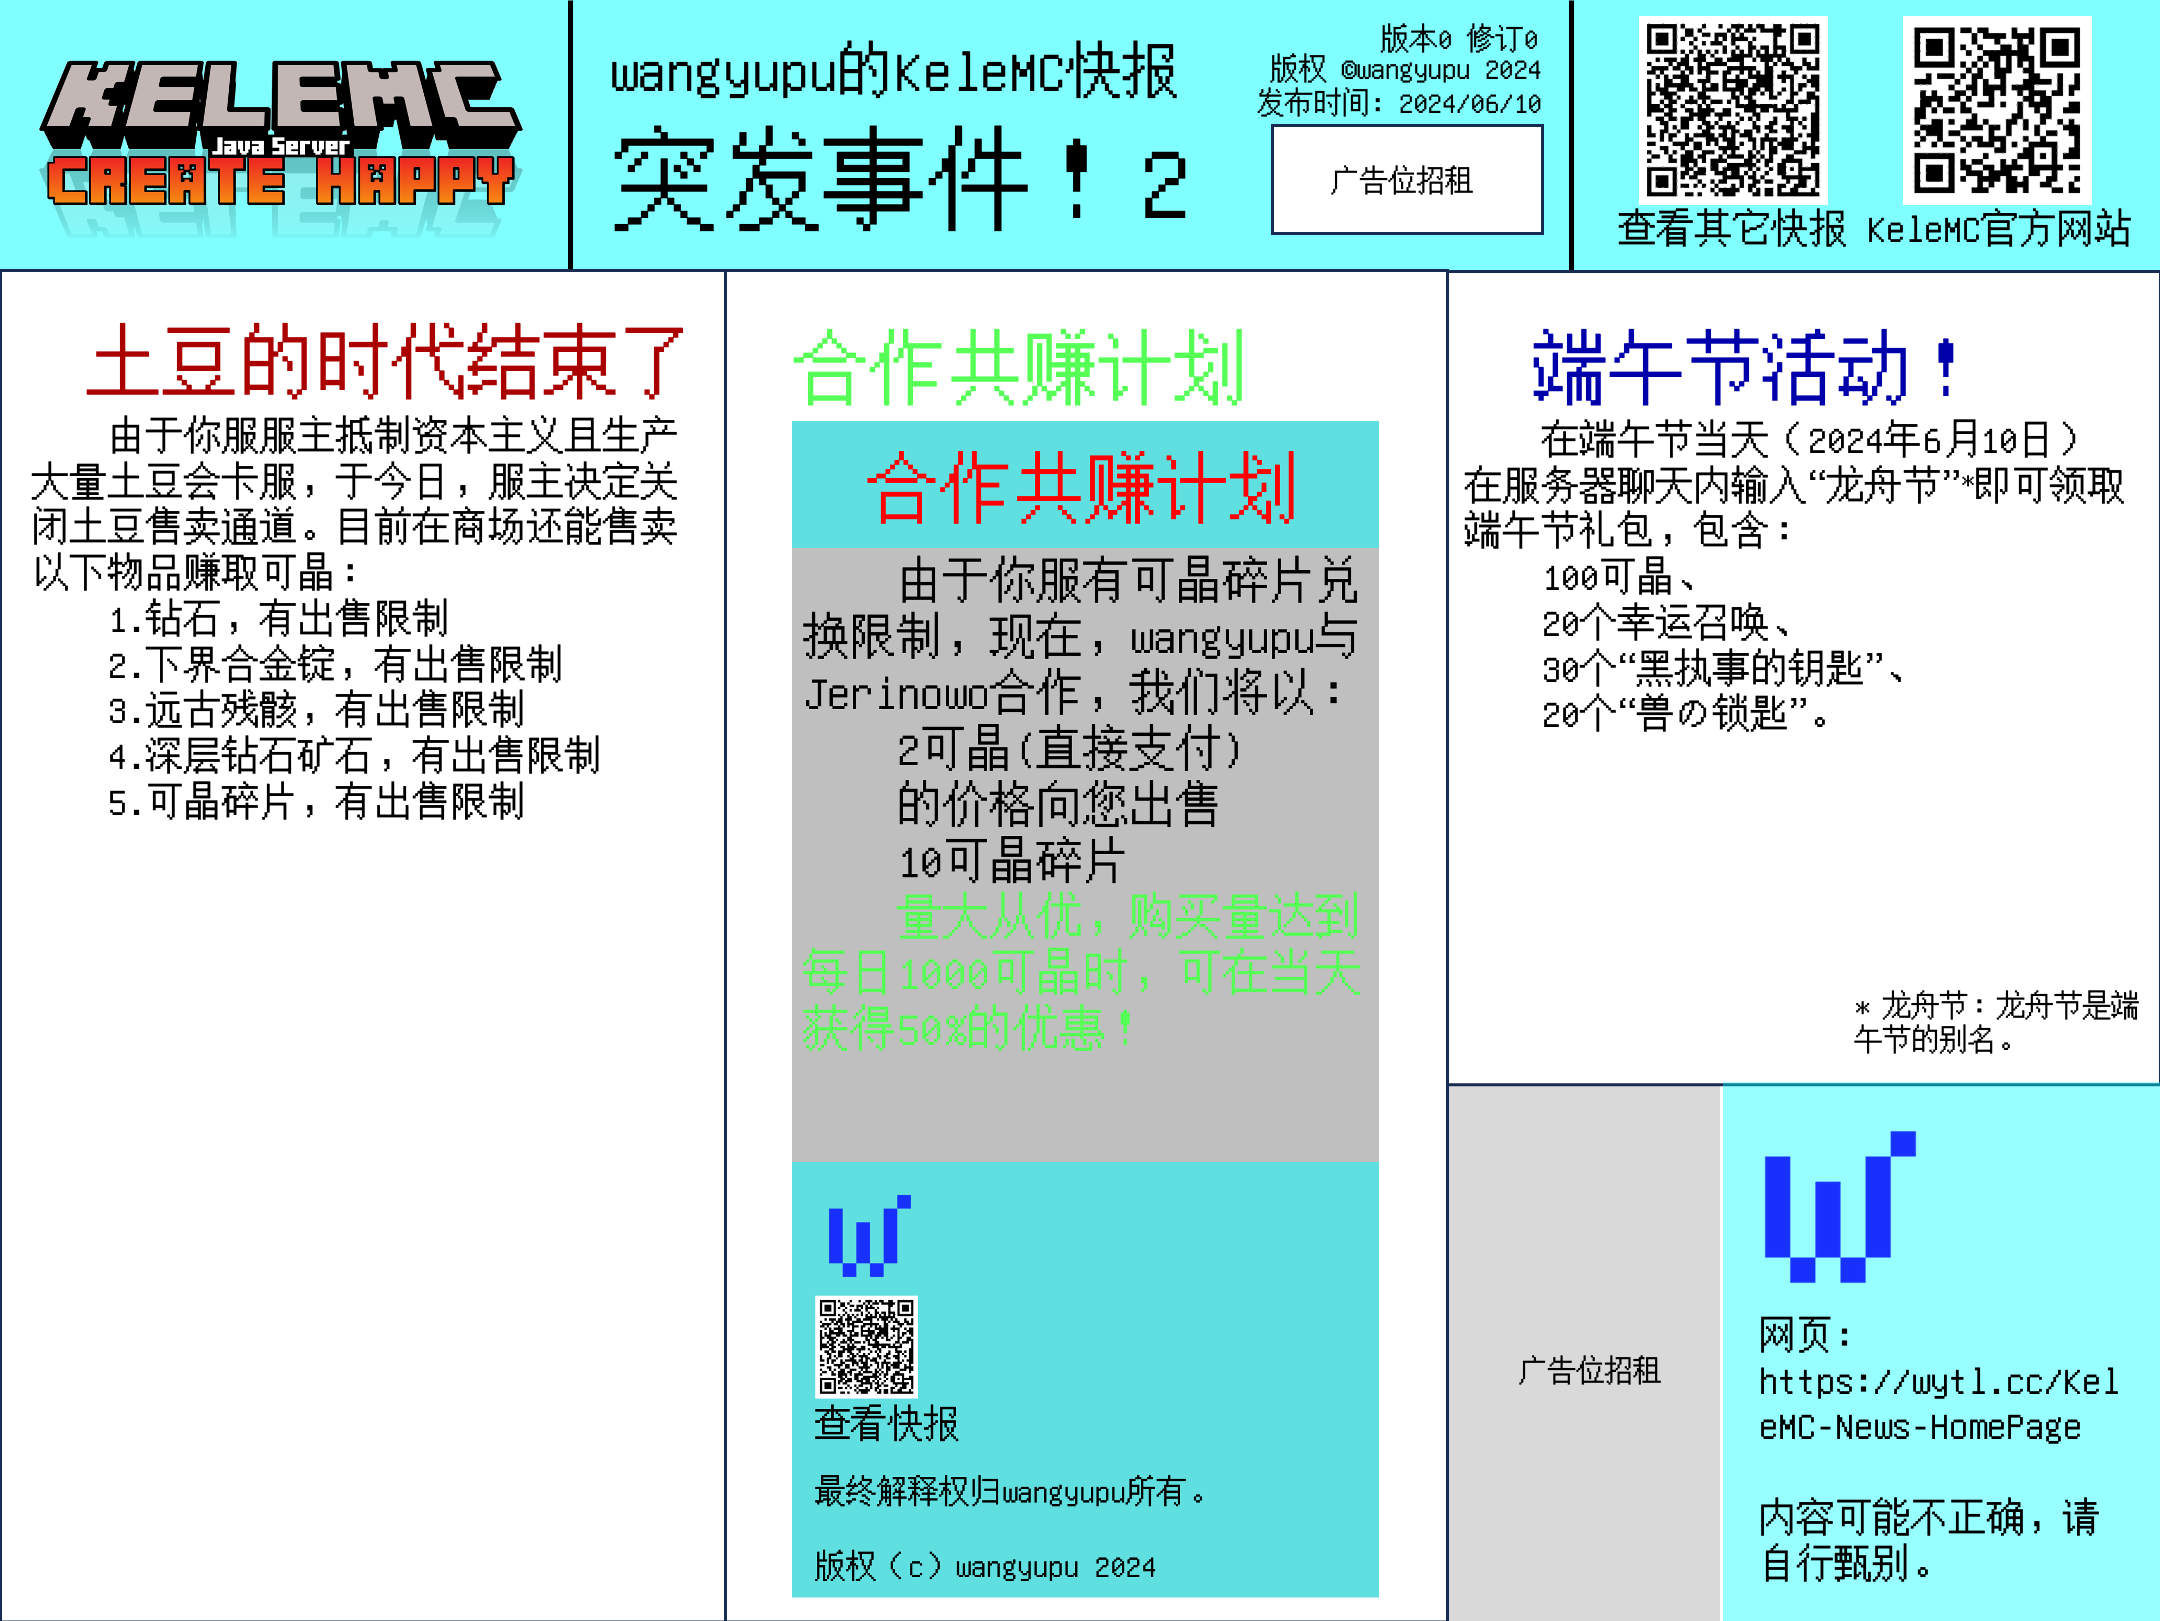 KELEMC
Java Server
CREATE HAPPY
wangyupu的KeleMC快报
突发事件！2
版本0 修订0
版权 ©wangyupu 2024
发布时间：2024/06/10
广告位招租
查看其它快报
KeleMC官方网站
土豆的时代结束了
由于你服服主抵制资本主义且生产
大量土豆会卡服，于今日，服主决定关
闭土豆售卖通道。目前在商场还能售卖
以下物品赚取可晶：
1.钻石，有出售限制
2.下界合金锭，有出售限制
3.远古残骸，有出售限制
4.深层钻石矿石，有出售限制
5.可晶碎片，有出售限制
合作共赚计划
合作共赚计划
由于你服有可晶碎片兑
换限制，现在，wangyupu与
Jerinowo合作，我们将以：
2可晶(直接支付)
的价格向您出售
10可晶碎片
量大从优，购买量达到
每日1000可晶时，可在当天
获得50%的优惠！
查看快报
最终解释权归wangyupu所有。
版权（c）wangyupu 2024
端午节活动！
在端午节当天（2024年6月10日）
在服务器聊天内输入“龙舟节”*即可领取
端午节礼包，包含：
100可晶、
20个幸运召唤、
30个“黑执事的钥匙”、
20个“兽の锁匙”。
* 龙舟节：龙舟节是端
午节的别名。
广告位招租
网页：
https://wytl.cc/Kel
eMC-News-HomePage
内容可能不正确，请
自行甄别。